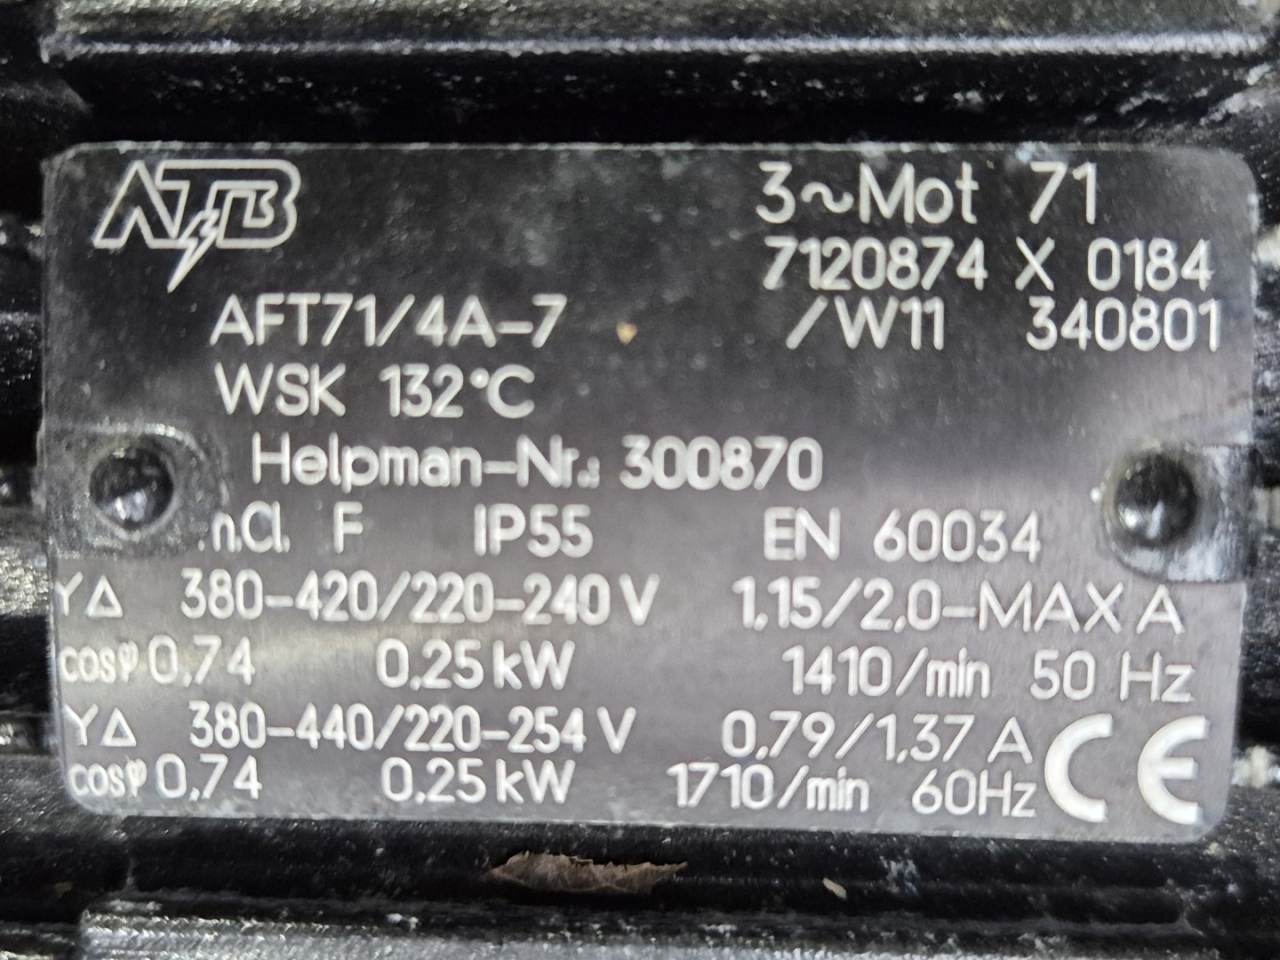 ATB
3~Mot 71
7120874 X 0184
AFT71/4A-7 /W11 340801
WSK 132°C
Helpman-Nr.: 300870
n.Cl. F IP55 EN 60034
Y∆ 380-420/220-240 V 1,15/2,0-MAX A
cosφ 0,74 0,25 kW 1410/min 50 Hz
Y∆ 380-440/220-254 V 0,79/1,37 A
cosφ 0,74 0,25 kW 1710/min 60Hz CE